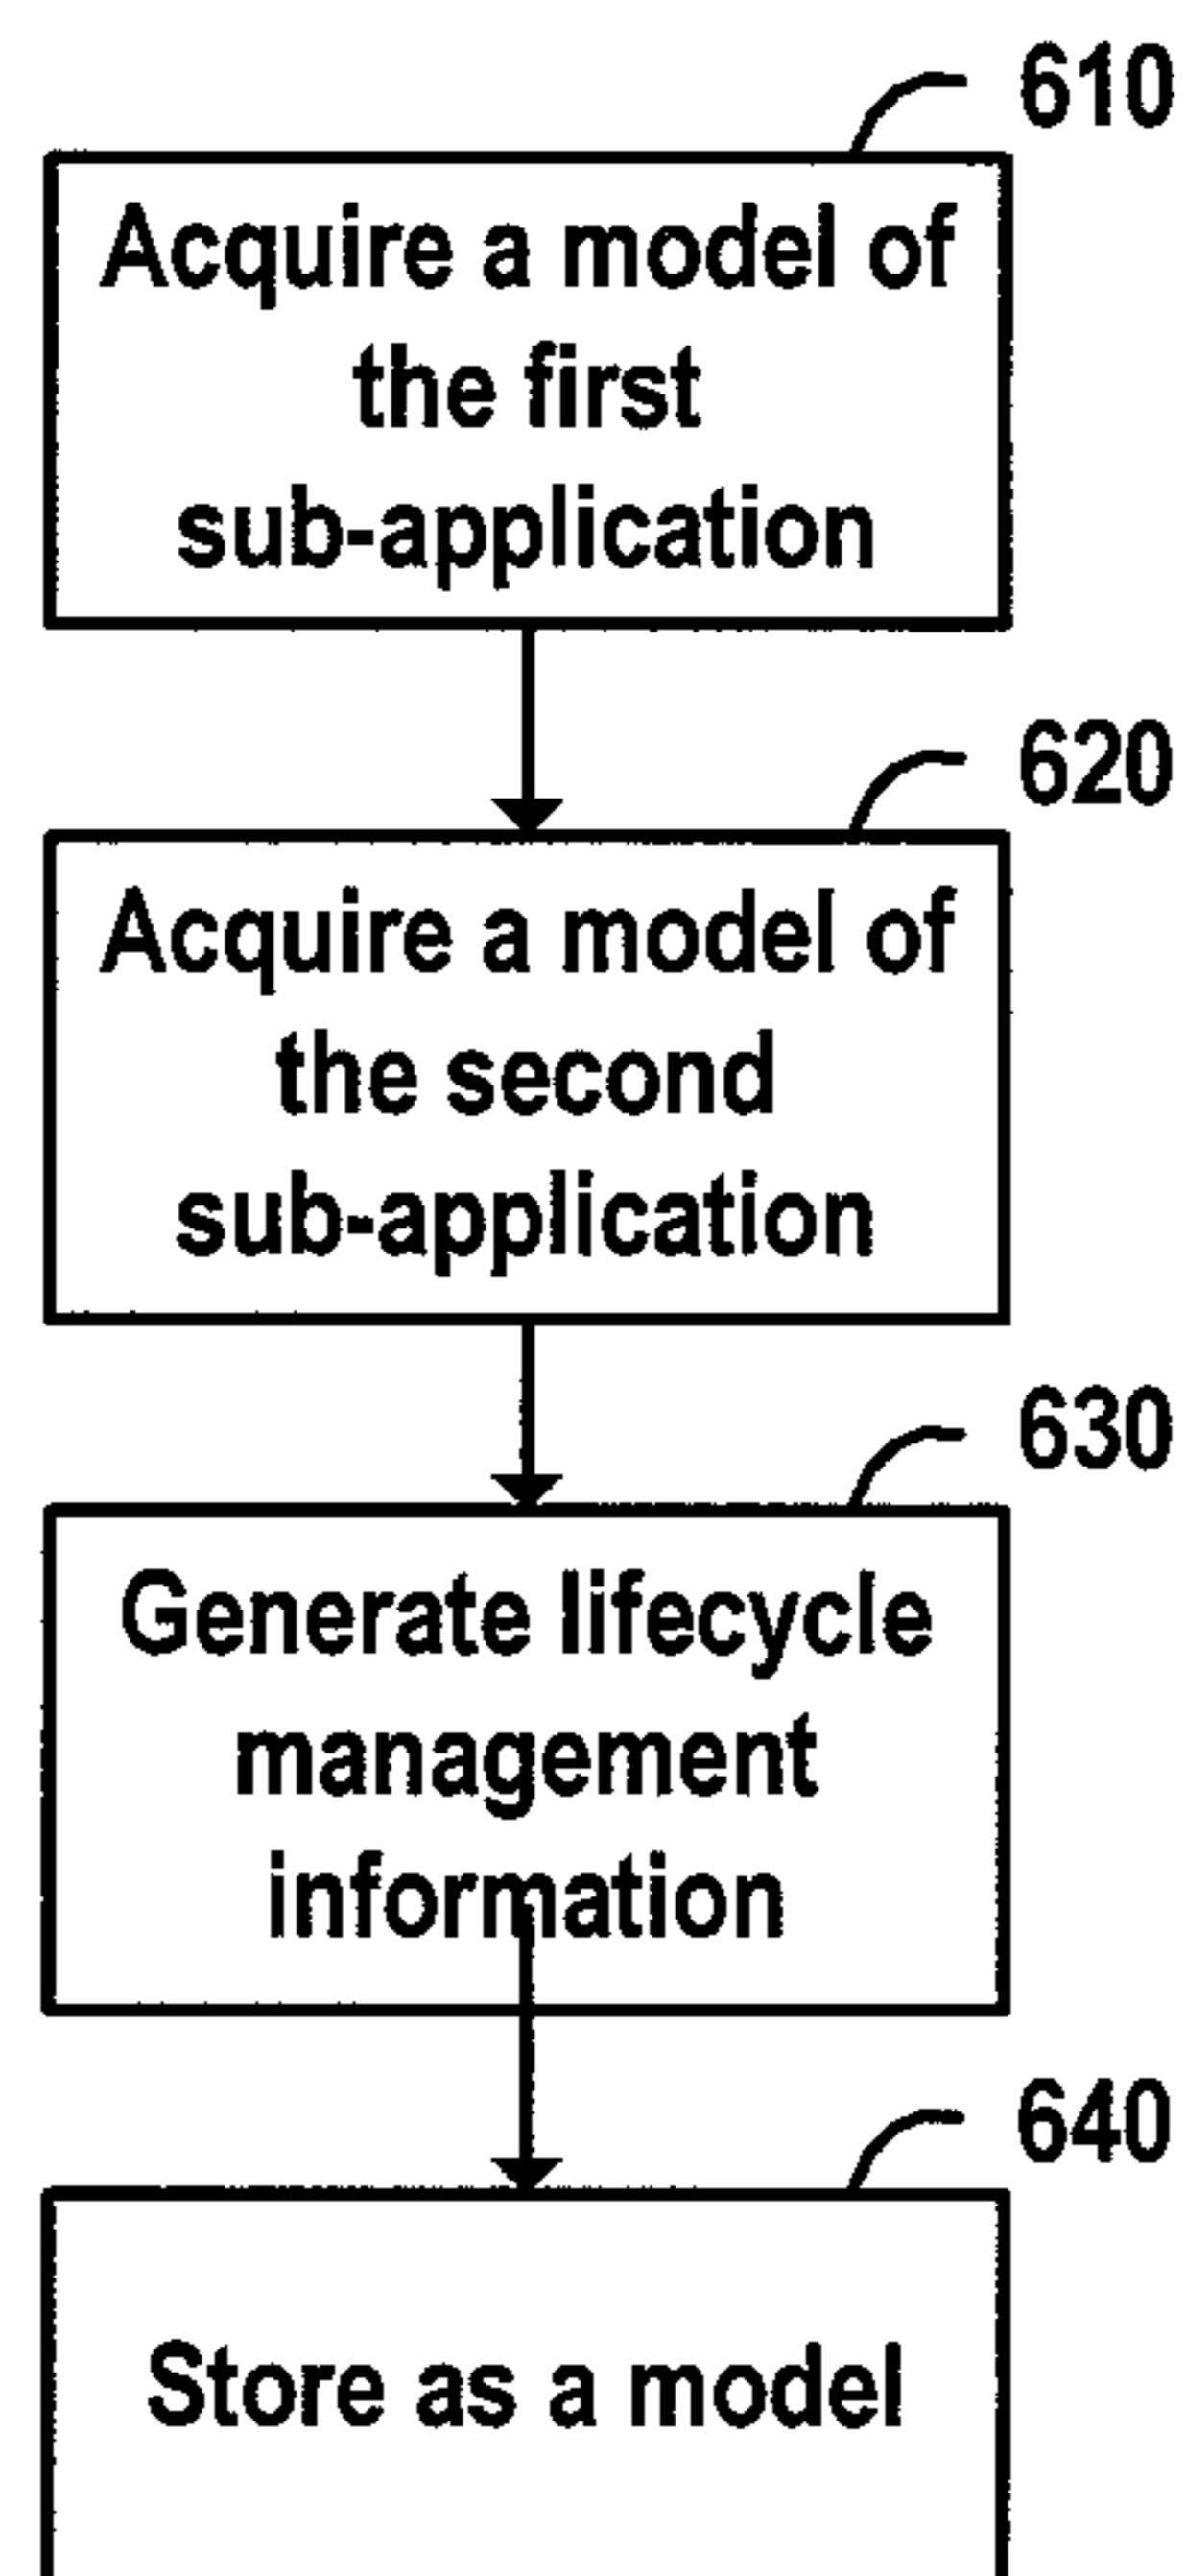 610
Acquire a model of
the first
sub-application
620
Acquire a model of
the second
sub-application
630
Generate lifecycle
management
information
640
Store as a model